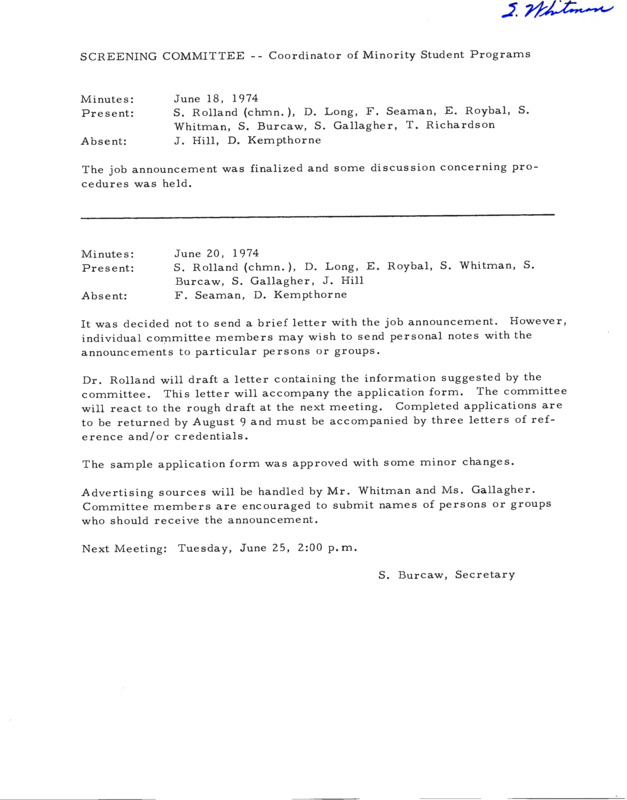 S. Whitman
SCREENING COMMITTEE -- Coordinator of Minority Student Programs
Minutes: June 18, 1974
Present: S. Rolland (chmn.), D. Long, F. Seaman, E. Roybal, S.
Whitman, S. Burcaw, S. Gallagher, T. Richardson
Absent: J. Hill, D. Kempthorne
The job announcement was finalized and some discussion concerning pro-
cedures was held.
Minutes: June 20, 1974
Present: S. Rolland (chmn.), D. Long, E. Roybal, S. Whitman, S.
Burcaw, S. Gallagher, J. Hill
Absent: F. Seaman, D. Kempthorne
It was decided not to send a brief letter with the job announcement. However,
individual committee members may wish to send personal notes with the
announcements to particular persons or groups.
Dr. Rolland will draft a letter containing the information suggested by the
committee. This letter will accompany the application form. The committee
will react to the rough draft at the next meeting. Completed applications are
to be returned by August 9 and must be accompanied by three letters of ref-
erence and/or credentials.
The sample application form was approved with some minor changes.
Advertising sources will be handled by Mr. Whitman and Ms. Gallagher.
Committee members are encouraged to submit names of persons or groups
who should receive the announcement.
Next Meeting: Tuesday, June 25, 2:00 p.m.
S. Burcaw, Secretary